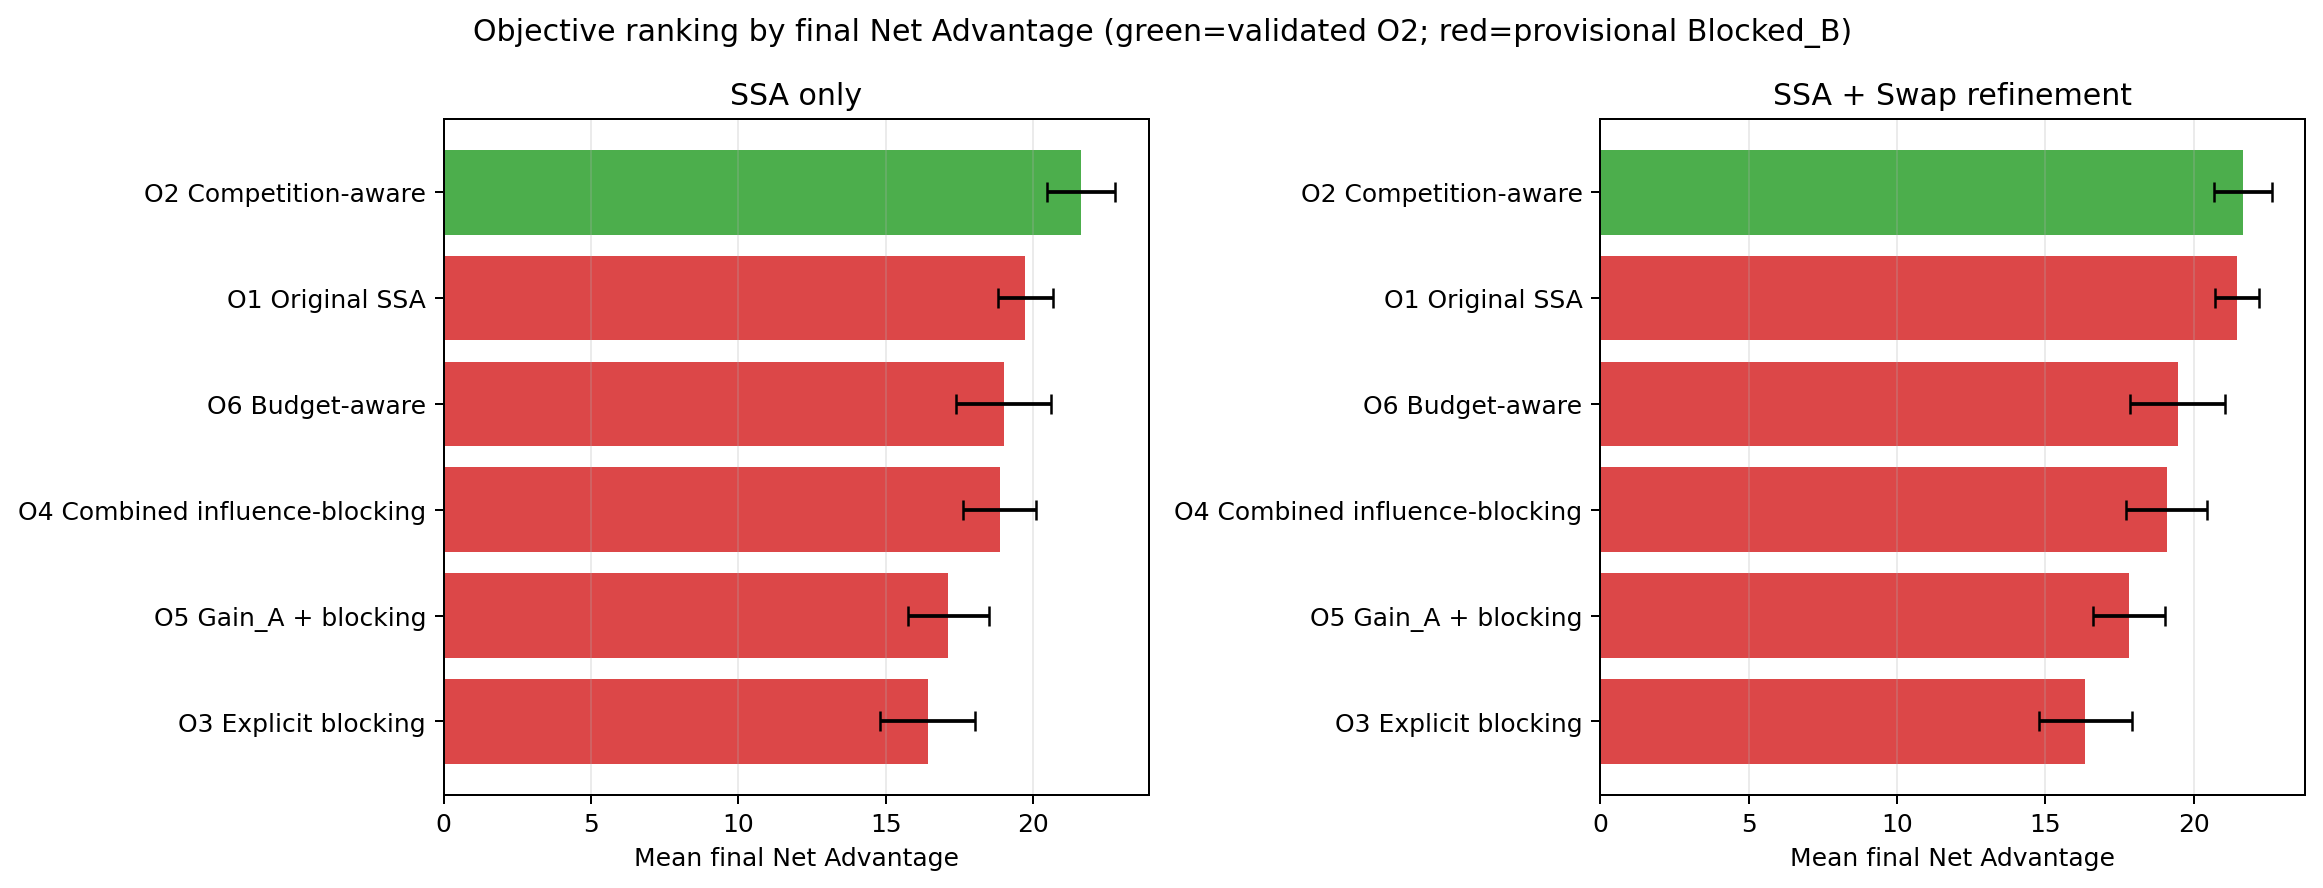 Objective ranking by final Net Advantage (green=validated O2; red=provisional Blocked_B)
SSA only
O2 Competition-aware
O1 Original SSA
O6 Budget-aware
O4 Combined influence-blocking
O5 Gain_A + blocking
O3 Explicit blocking
0 5 10 15 20
Mean final Net Advantage
SSA + Swap refinement
O2 Competition-aware
O1 Original SSA
O6 Budget-aware
O4 Combined influence-blocking
O5 Gain_A + blocking
O3 Explicit blocking
0 5 10 15 20
Mean final Net Advantage